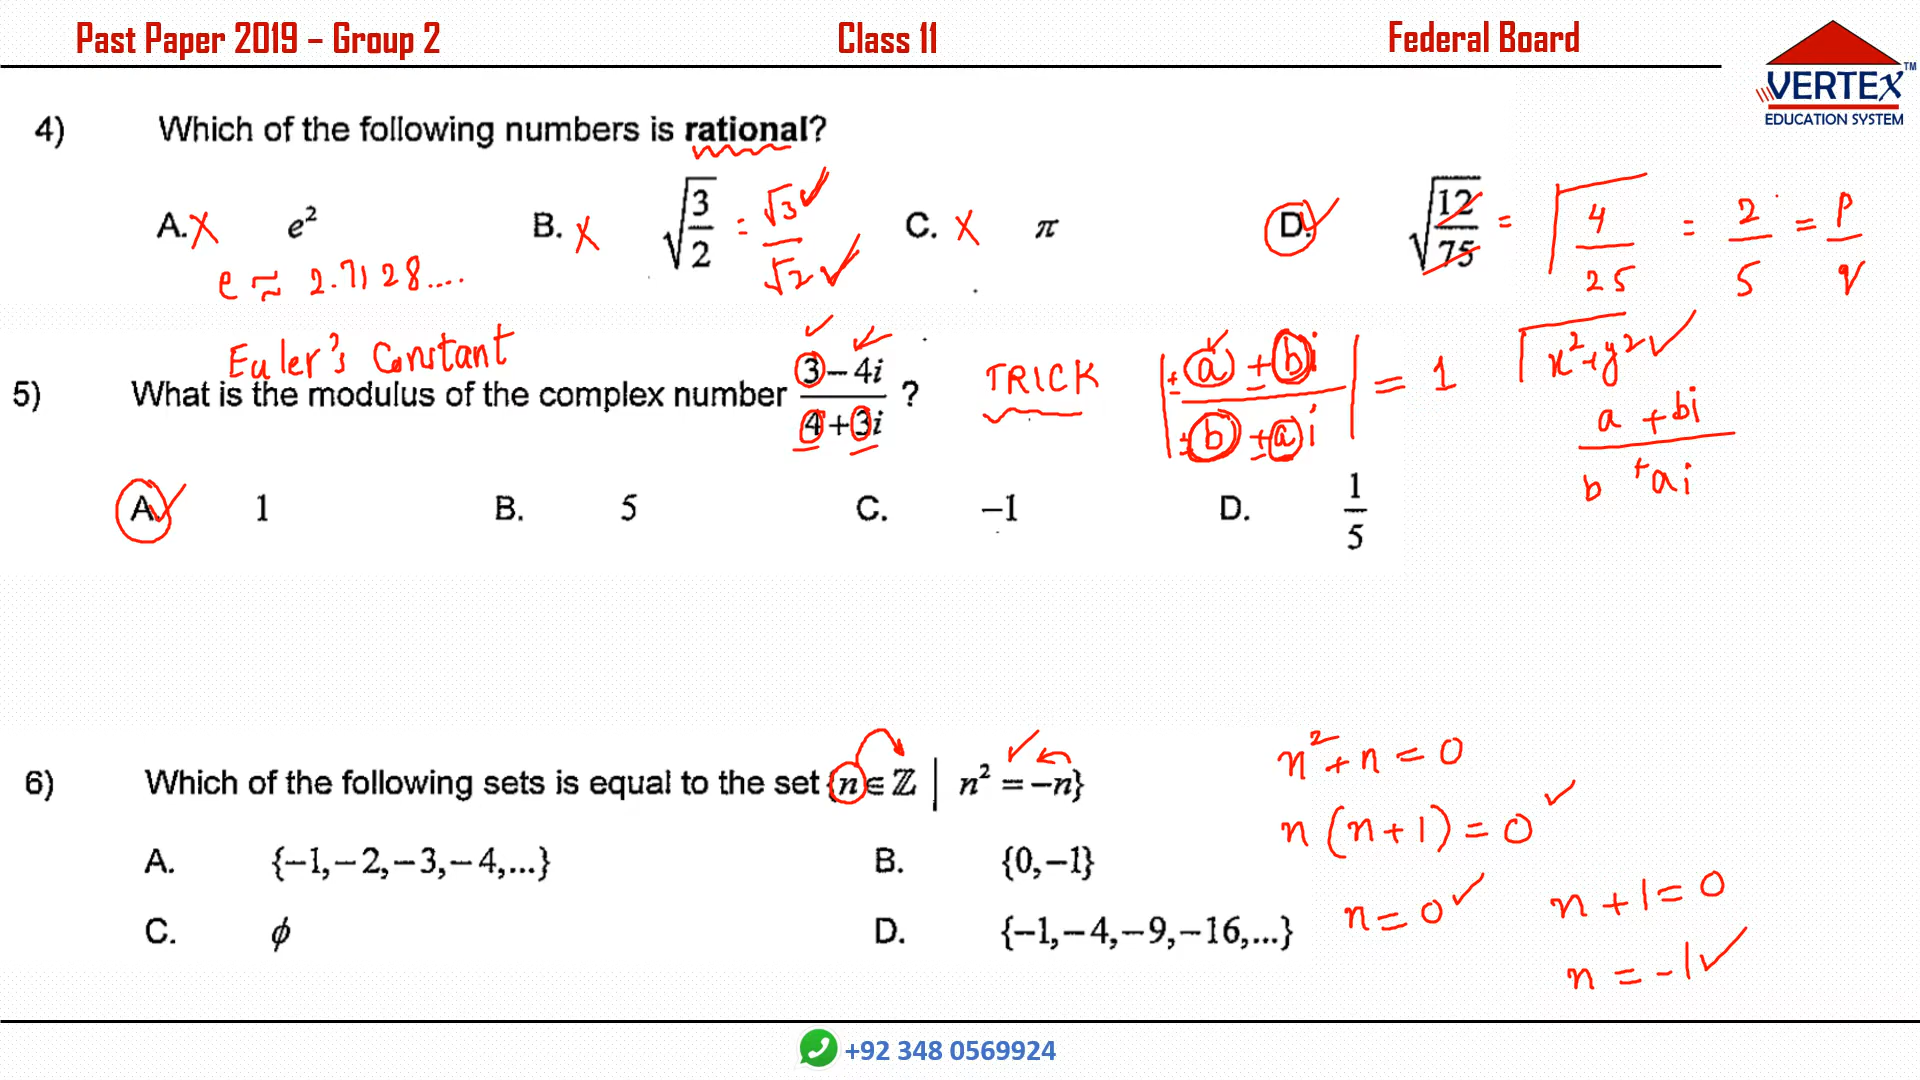 Past Paper 2019 – Group 2 Class 11 Federal Board
VERTEX TM
EDUCATION SYSTEM
4) Which of the following numbers is rational?
A. X e² B. X √(3/2) = √3/√2 C. X π D. √(12/75) = √(4/25) = 2/5 = p/q
e ≈ 2.7128....
Euler's Constant
5) What is the modulus of the complex number (3−4i)/(4+3i) ? TRICK |(±a ± bi)/(±b ± ai)| = 1 √(x²+y²)
(a + bi)/(b + ai)
A. 1 B. 5 C. −1 D. 1/5
6) Which of the following sets is equal to the set {n∈ℤ | n² = −n}
A. {−1,−2,−3,−4,...} B. {0,−1}
C. ϕ D. {−1,−4,−9,−16,...}
n² + n = 0
n (n+1) = 0
n = 0 n + 1 = 0
n = -1
+92 348 0569924